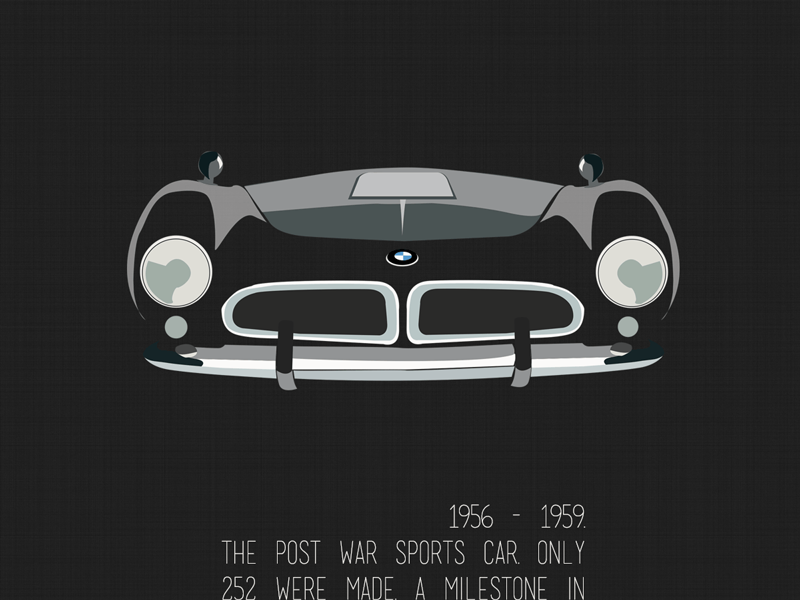 1956 - 1959.
THE POST WAR SPORTS CAR. ONLY
252 WERE MADE. A MILESTONE IN